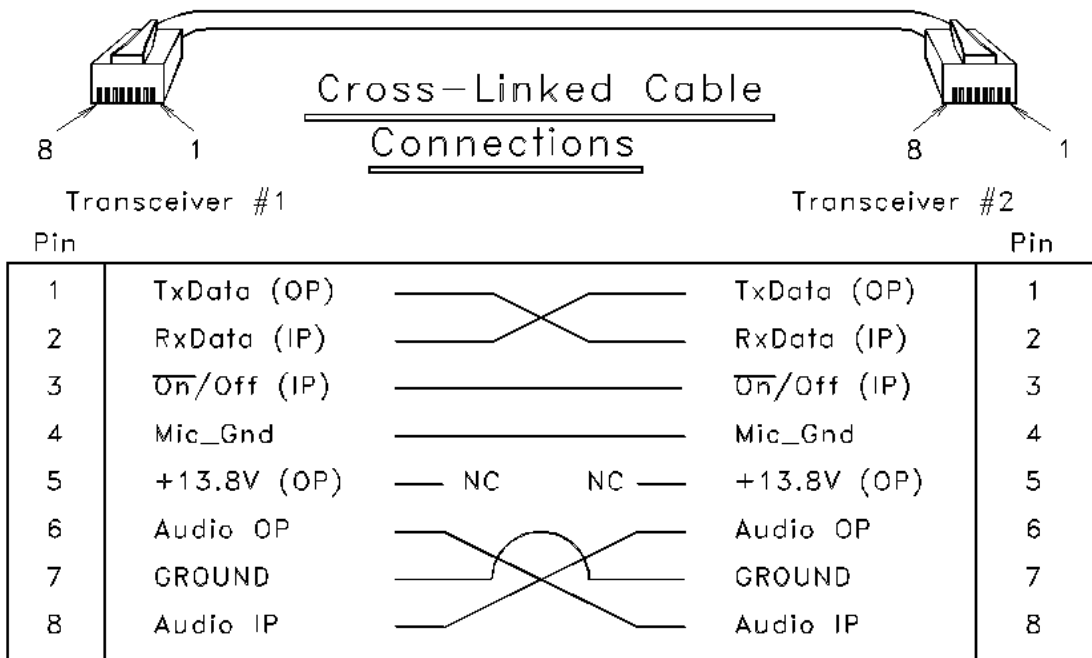 Cross-Linked Cable
Connections
8 1 8 1
Transceiver #1 Transceiver #2
Pin Pin
1 TxData (OP) TxData (OP) 1
2 RxData (IP) RxData (IP) 2
3 On/Off (IP) On/Off (IP) 3
4 Mic_Gnd Mic_Gnd 4
5 +13.8V (OP) NC NC +13.8V (OP) 5
6 Audio OP Audio OP 6
7 GROUND GROUND 7
8 Audio IP Audio IP 8